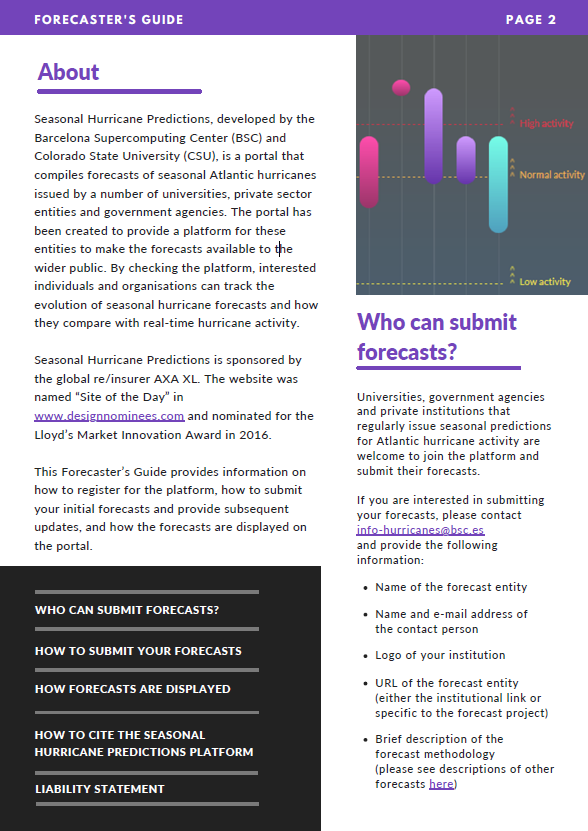 FORECASTER'S GUIDE
PAGE 2
About
Seasonal Hurricane Predictions, developed by the
Barcelona Supercomputing Center (BSC) and
Colorado State University (CSU), is a portal that
compiles forecasts of seasonal Atlantic hurricanes
issued by a number of universities, private sector
entities and government agencies. The portal has
been created to provide a platform for these
entities to make the forecasts available to the
wider public. By checking the platform, interested
individuals and organisations can track the
evolution of seasonal hurricane forecasts and how
they compare with real-time hurricane activity.
Seasonal Hurricane Predictions is sponsored by
the global re/insurer AXA XL. The website was
named “Site of the Day” in
www.designnominees.com and nominated for the
Lloyd’s Market Innovation Award in 2016.
This Forecaster’s Guide provides information on
how to register for the platform, how to submit
your initial forecasts and provide subsequent
updates, and how the forecasts are displayed on
the portal.
WHO CAN SUBMIT FORECASTS?
HOW TO SUBMIT YOUR FORECASTS
HOW FORECASTS ARE DISPLAYED
HOW TO CITE THE SEASONAL
HURRICANE PREDICTIONS PLATFORM
LIABILITY STATEMENT
High activity
Normal activity
Low activity
Who can submit
forecasts?
Universities, government agencies
and private institutions that
regularly issue seasonal predictions
for Atlantic hurricane activity are
welcome to join the platform and
submit their forecasts.
If you are interested in submitting
your forecasts, please contact
info-hurricanes@bsc.es
and provide the following
information:
• Name of the forecast entity
• Name and e-mail address of
the contact person
• Logo of your institution
• URL of the forecast entity
(either the institutional link or
specific to the forecast project)
• Brief description of the
forecast methodology
(please see descriptions of other
forecasts here)